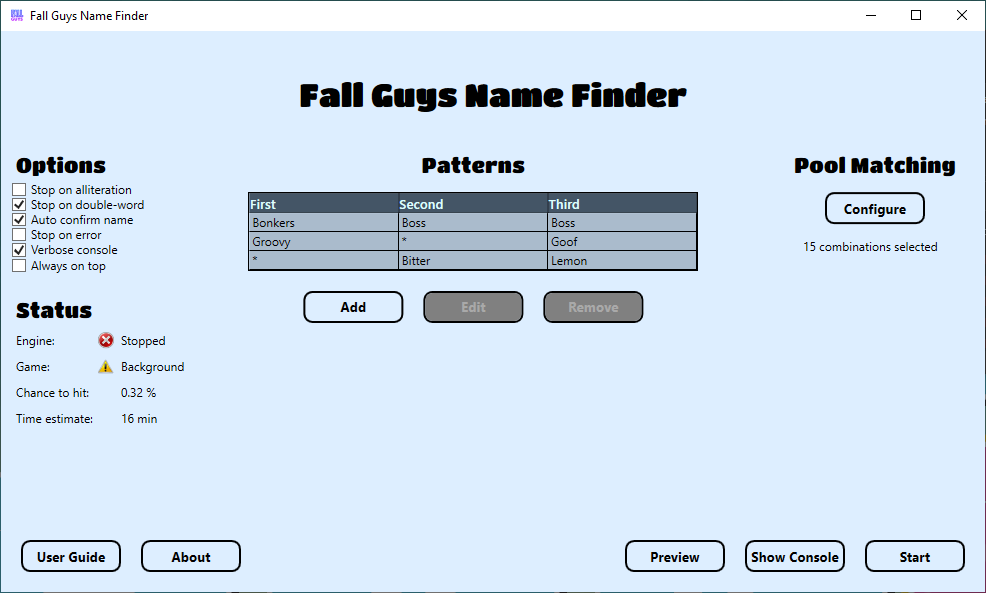 Fall Guys Name Finder
Fall Guys Name Finder
Options
Stop on alliteration
Stop on double-word
Auto confirm name
Stop on error
Verbose console
Always on top
Status
Engine: Stopped
Game: Background
Chance to hit: 0.32 %
Time estimate: 16 min
Patterns
First Second Third
Bonkers Boss Boss
Groovy * Goof
* Bitter Lemon
Add Edit Remove
Pool Matching
Configure
15 combinations selected
User Guide About Preview Show Console Start